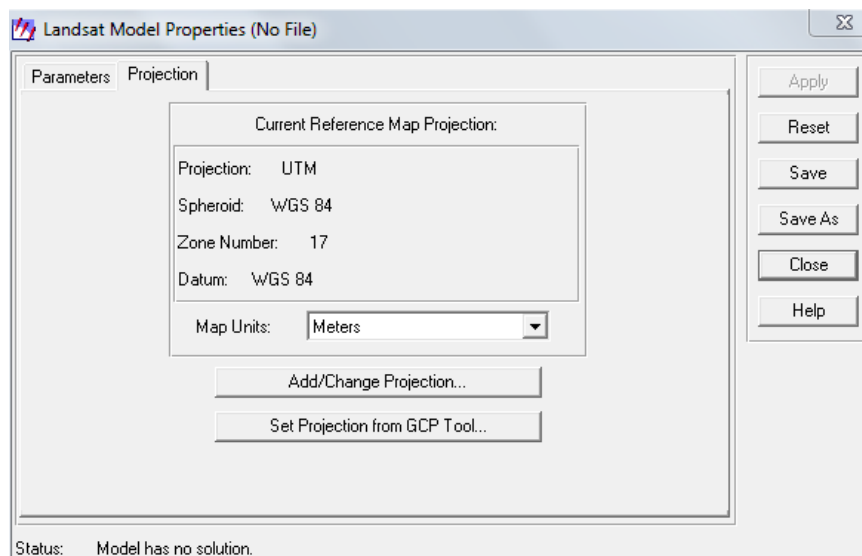 Landsat Model Properties (No File)
Parameters Projection
Current Reference Map Projection:
Projection: UTM
Spheroid: WGS 84
Zone Number: 17
Datum: WGS 84
Map Units: Meters
Add/Change Projection...
Set Projection from GCP Tool...
Apply
Reset
Save
Save As
Close
Help
Status: Model has no solution.